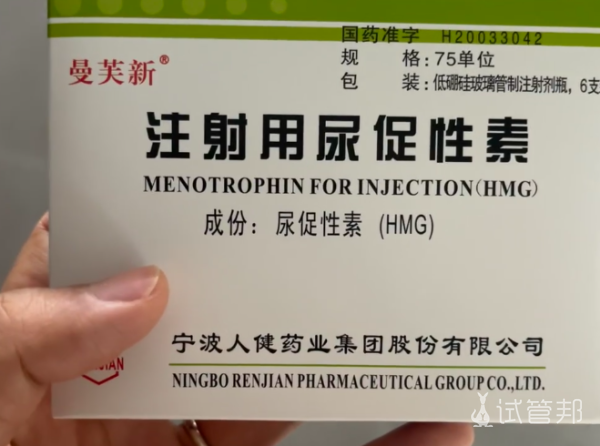 国药准字 H20033042
规 格：75单位
包 装：低硼硅玻璃管制注射剂瓶，6支
曼芙新®
注射用尿促性素
MENOTROPHIN FOR INJECTION(HMG)
成份：尿促性素 (HMG)
宁波人健药业集团股份有限公司
NINGBO RENJIAN PHARMACEUTICAL GROUP CO.,LTD.
试管邦